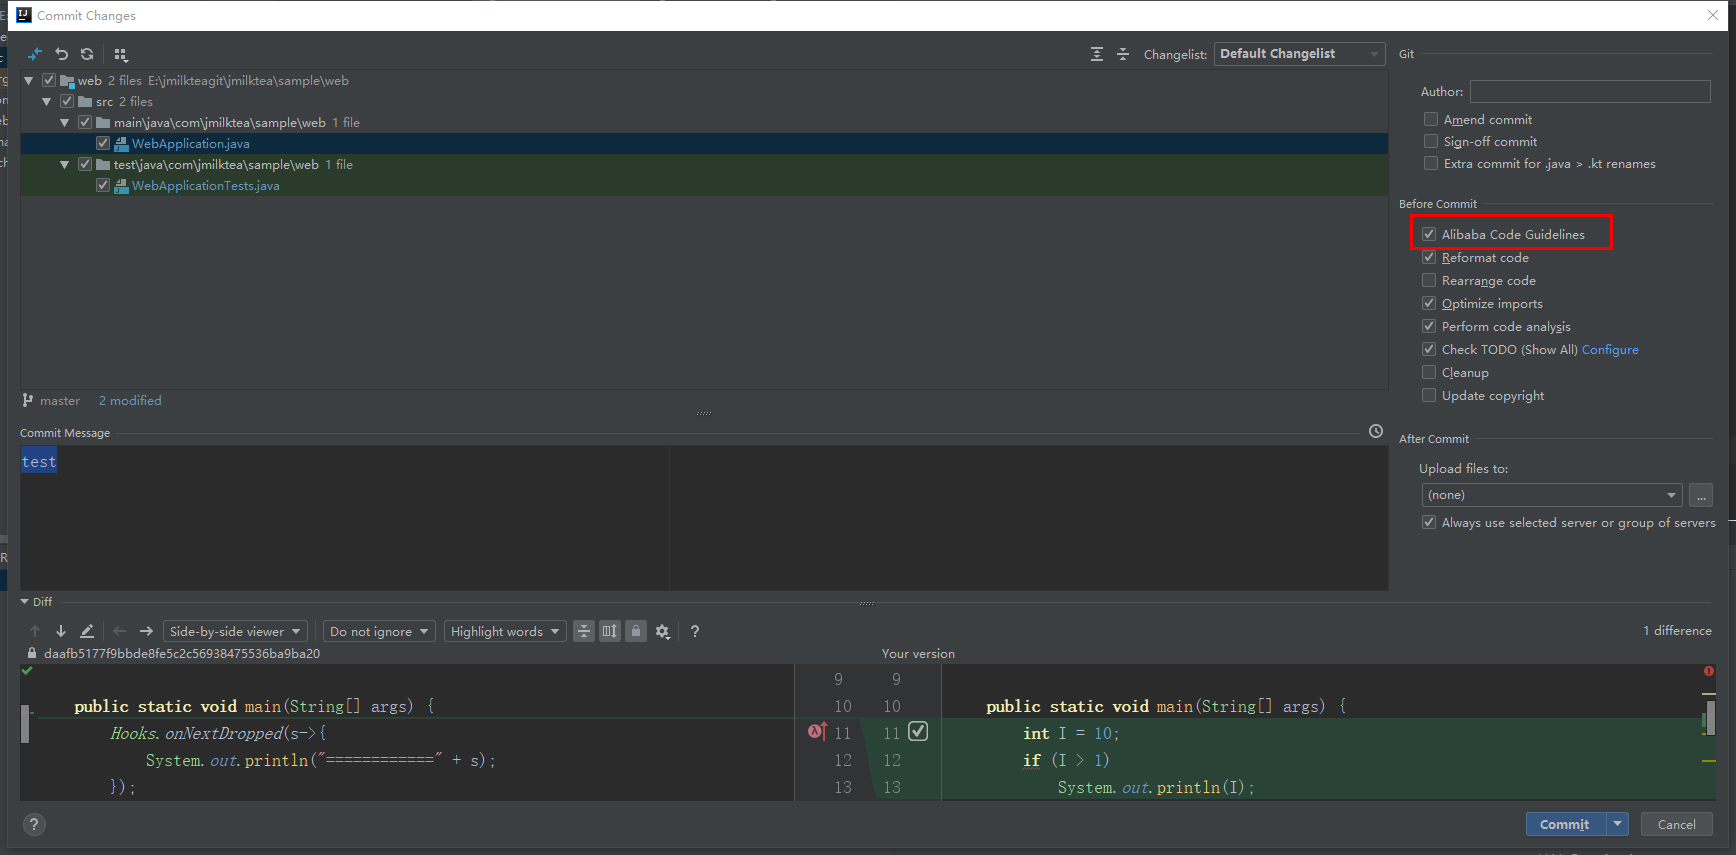 Commit Changes
Changelist: Default Changelist
web 2 files E:\jmilkteagit\jmilktea\sample\web
src 2 files
main\java\com\jmilktea\sample\web 1 file
WebApplication.java
test\java\com\jmilktea\sample\web 1 file
WebApplicationTests.java
master 2 modified
Git
Author:
Amend commit
Sign-off commit
Extra commit for .java > .kt renames
Before Commit
Alibaba Code Guidelines
Reformat code
Rearrange code
Optimize imports
Perform code analysis
Check TODO (Show All) Configure
Cleanup
Update copyright
After Commit
Upload files to:
(none)
...
Always use selected server or group of servers
Commit Message
test
Diff
Side-by-side viewer Do not ignore Highlight words ? 1 difference
daafb5177f9bbde8fe5c2c56938475536ba9ba20 Your version
9 9
public static void main(String[] args) { 10 10 public static void main(String[] args) {
Hooks.onNextDropped(s->{ 11 11 int I = 10;
System.out.println("============" + s); 12 12 if (I > 1)
}); 13 13 System.out.println(I);
? Commit Cancel